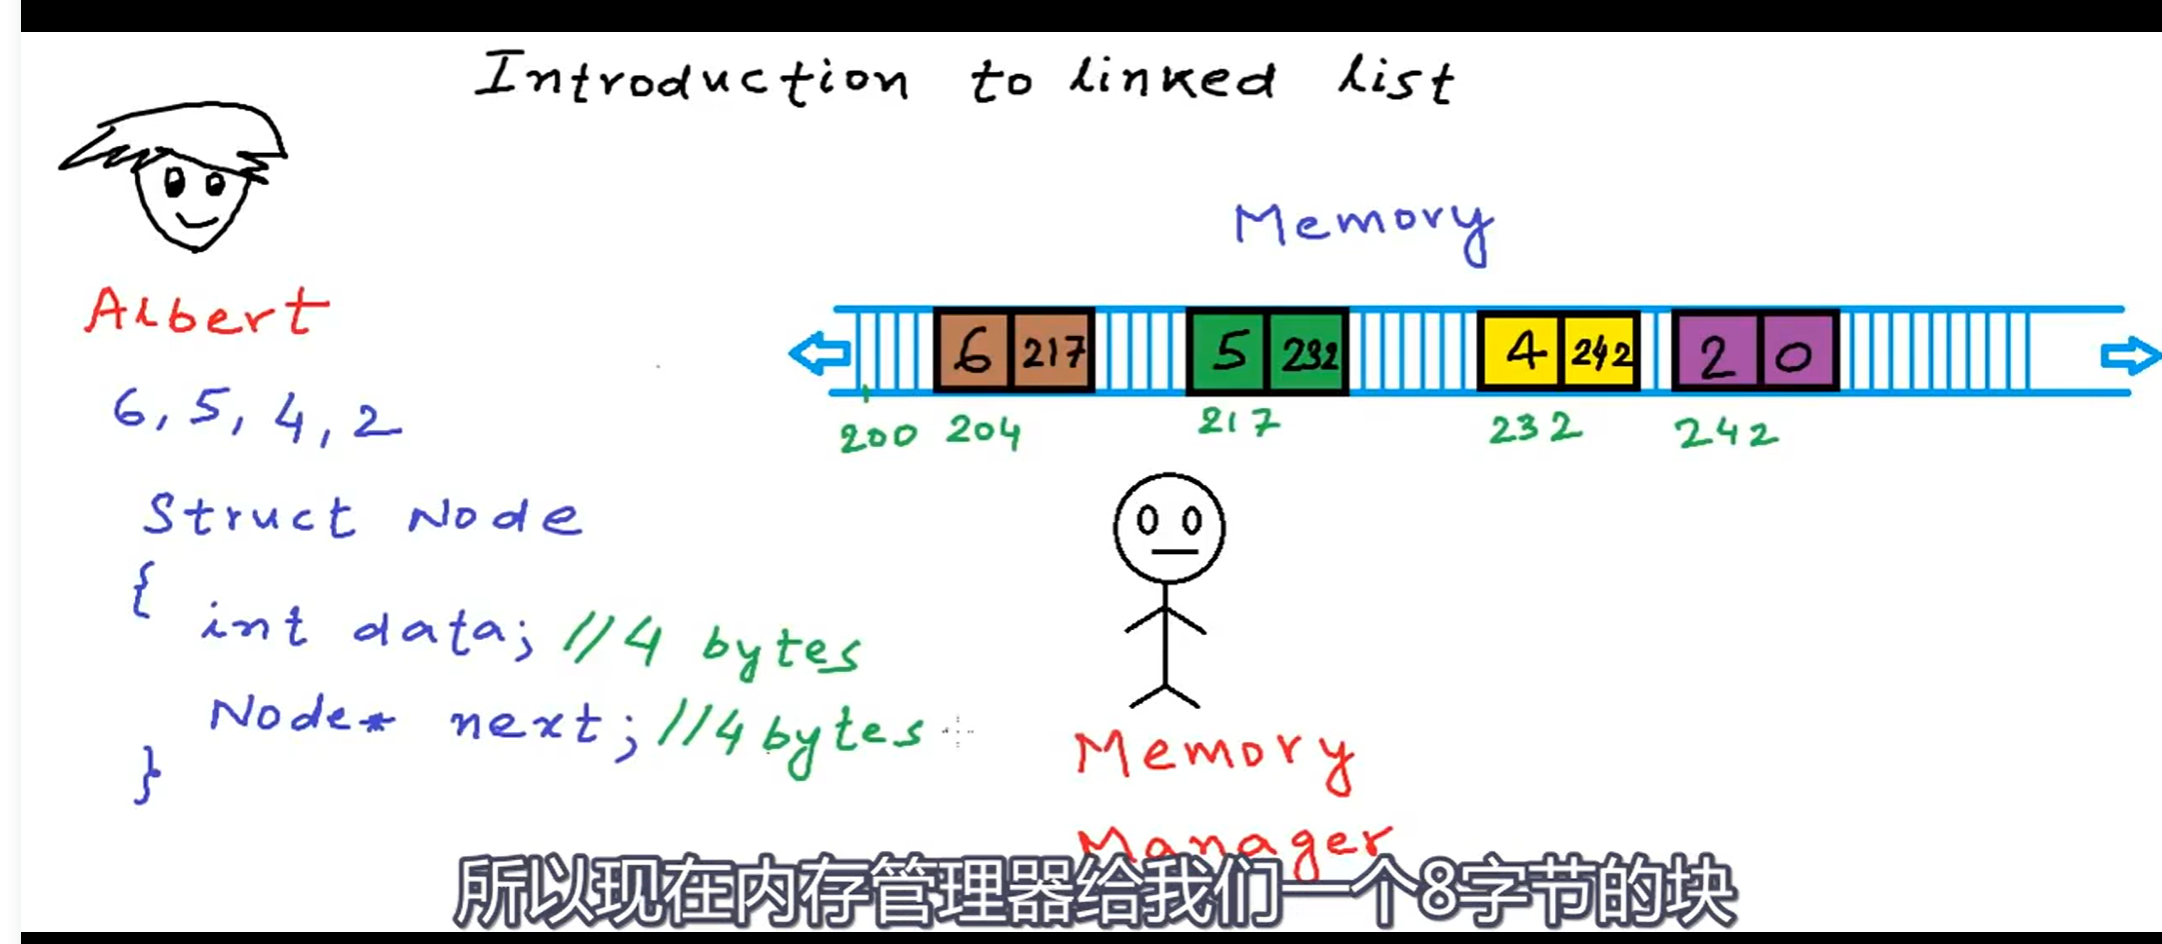 Introduction to linked list
Memory
Albert
6 217 5 232 4 242 2 0
200 204 217 232 242
6, 5, 4, 2
Struct Node
{
int data; //4 bytes
Node* next; //4 bytes
}
Memory
Manager
所以现在内存管理器给我们一个8字节的块